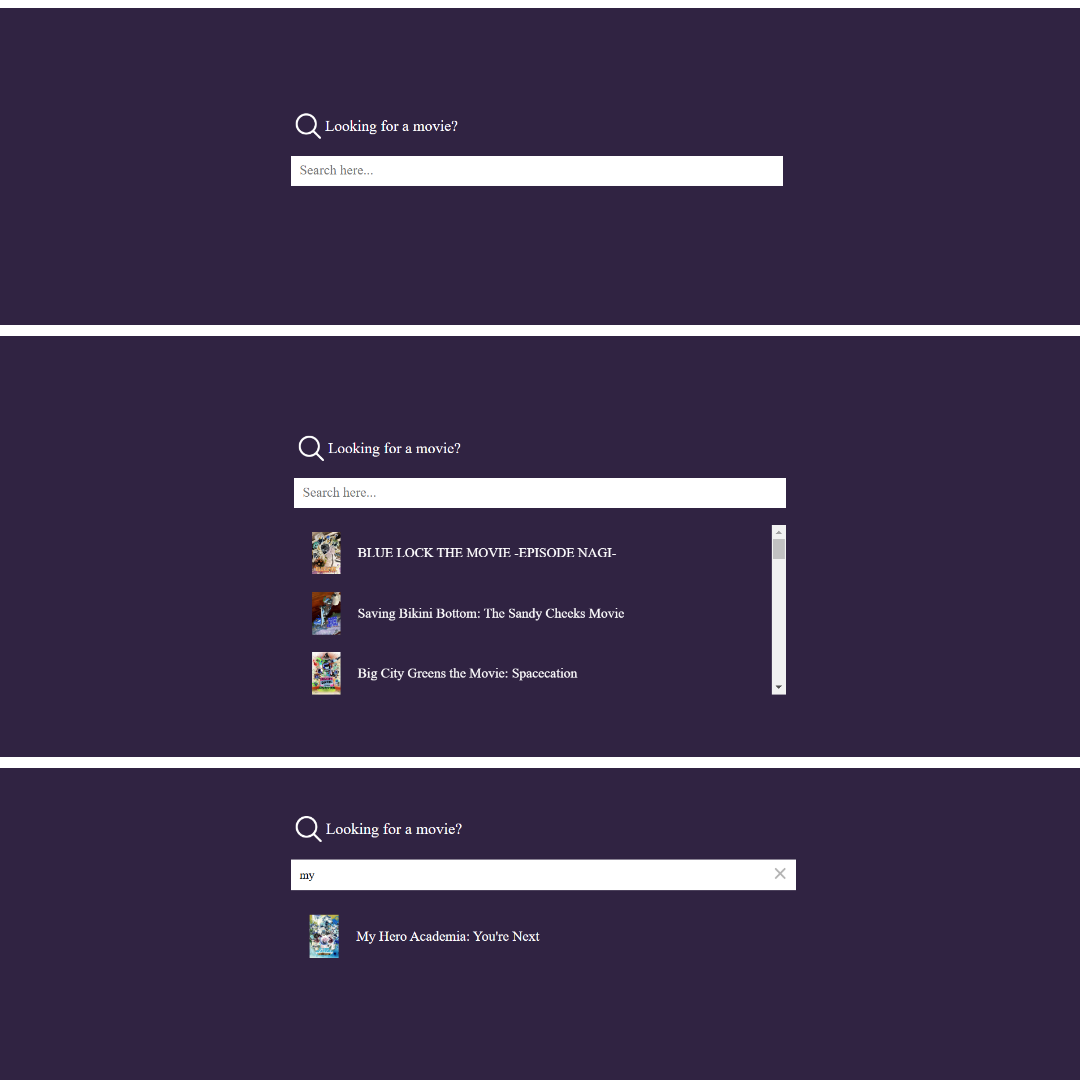 Looking for a movie?
Search here...
Looking for a movie?
Search here...
BLUE LOCK THE MOVIE -EPISODE NAGI-
Saving Bikini Bottom: The Sandy Cheeks Movie
Big City Greens the Movie: Spacecation
Looking for a movie?
my
My Hero Academia: You're Next